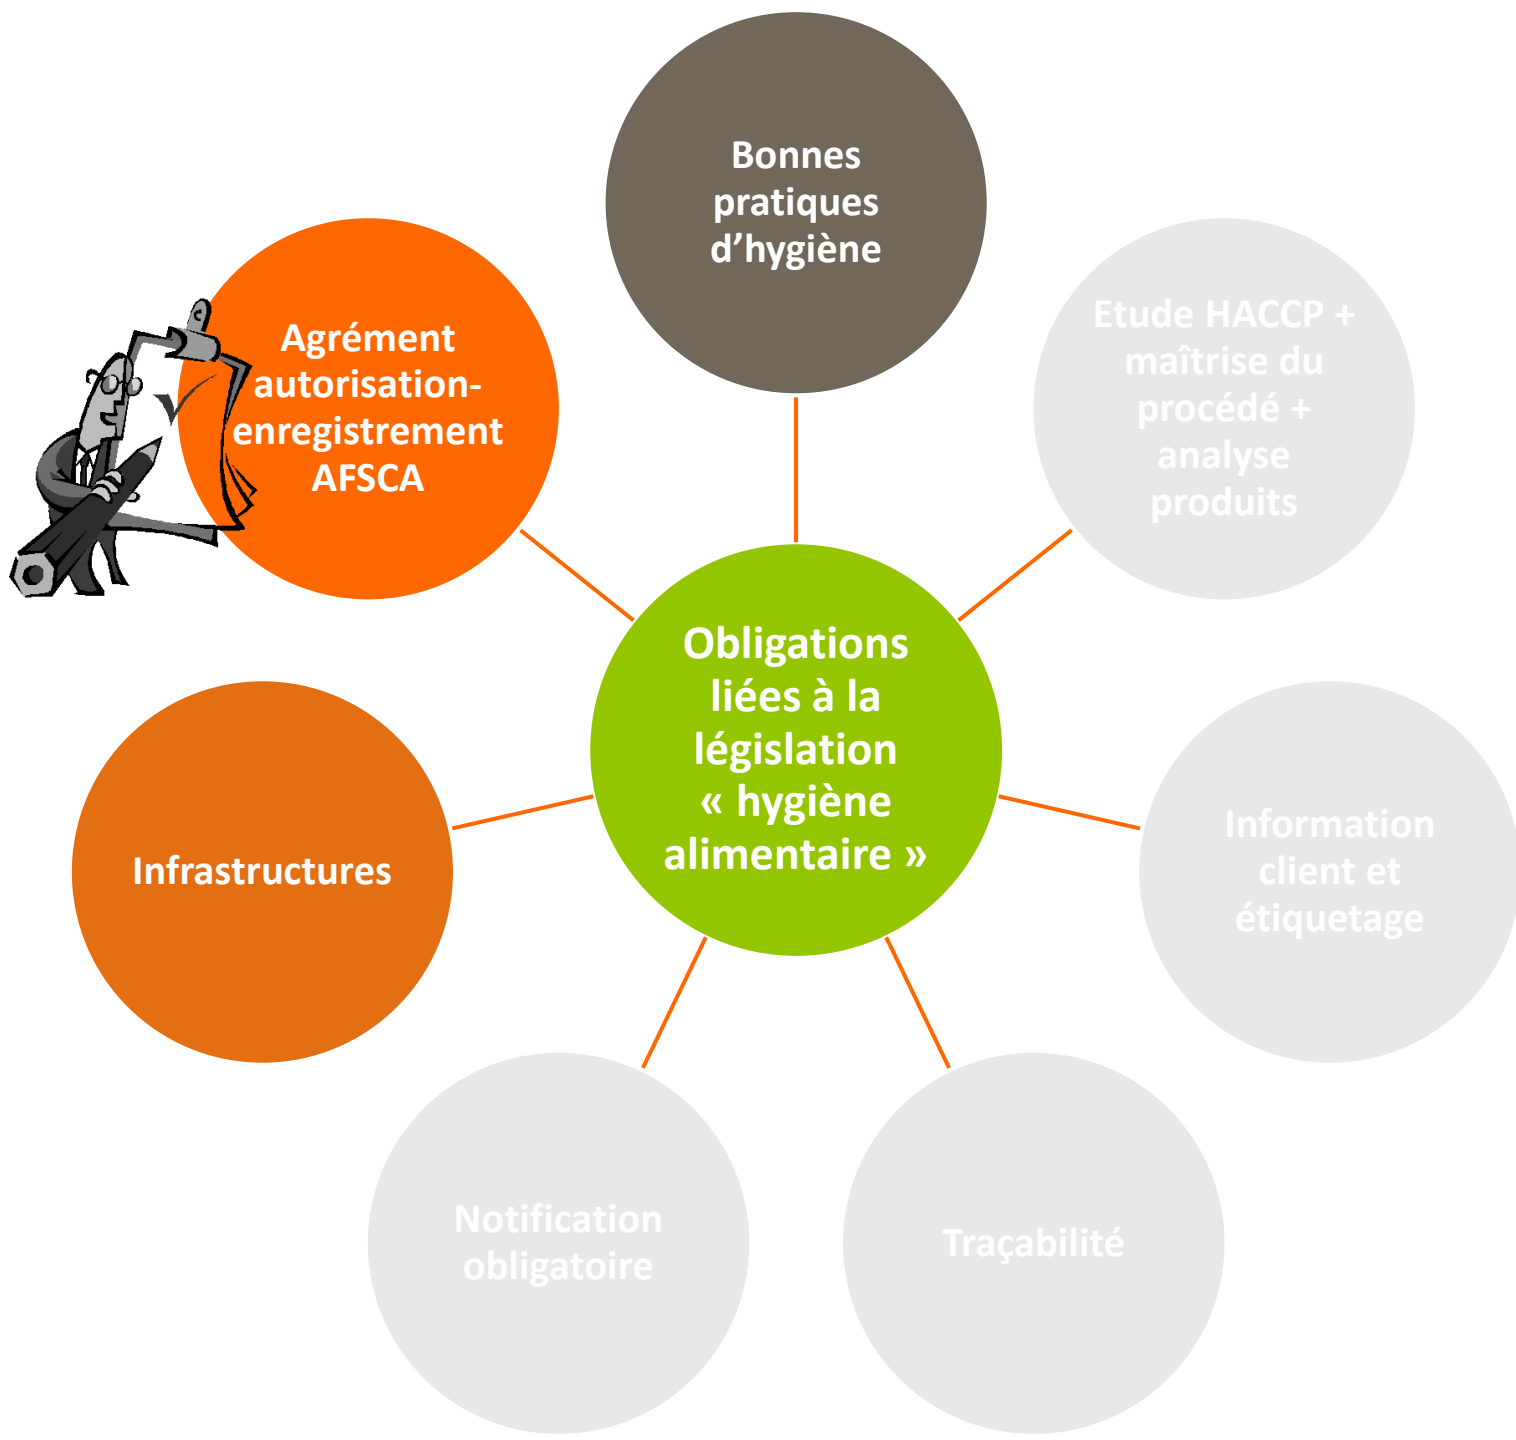 Bonnes
pratiques
d’hygiène
Etude HACCP +
maîtrise du
procédé +
analyse
produits
Information
client et
étiquetage
Traçabilité
Notification
obligatoire
Infrastructures
Agrément
autorisation-
enregistrement
AFSCA
Obligations
liées à la
législation
« hygiène
alimentaire »